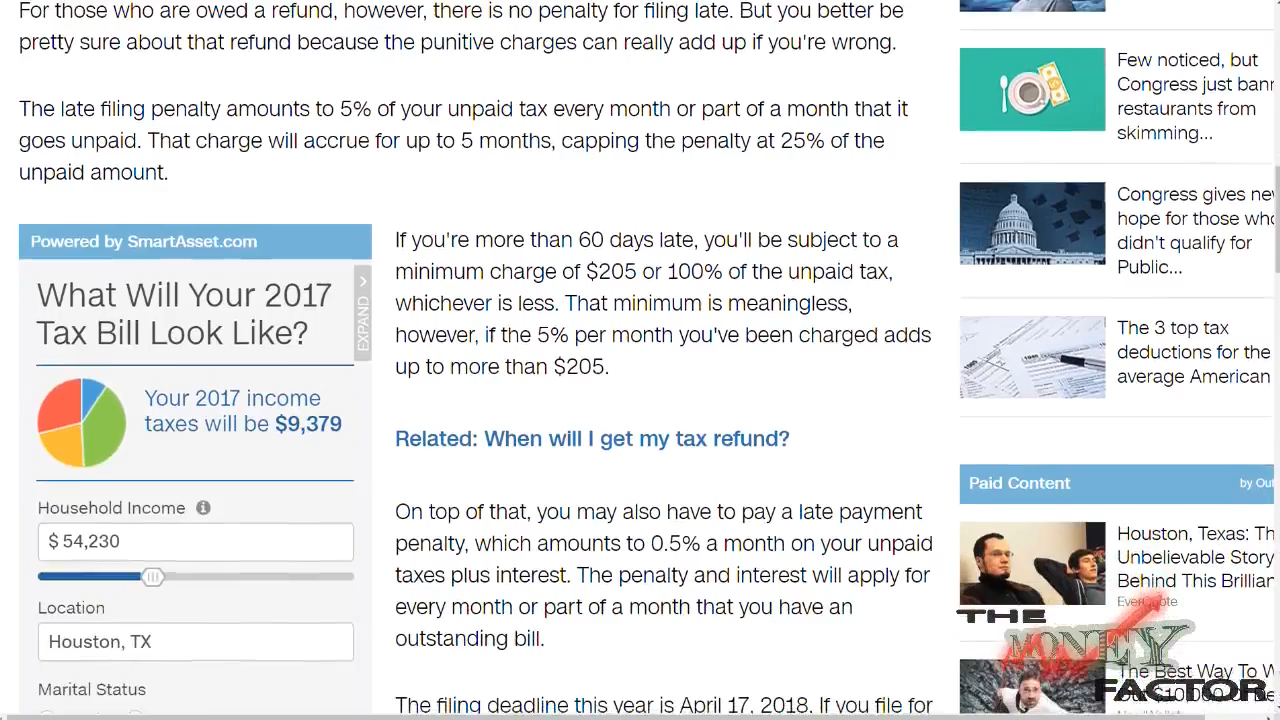 For those who are owed a refund, however, there is no penalty for filing late. But you better be
pretty sure about that refund because the punitive charges can really add up if you're wrong.
The late filing penalty amounts to 5% of your unpaid tax every month or part of a month that it
goes unpaid. That charge will accrue for up to 5 months, capping the penalty at 25% of the
unpaid amount.
Powered by SmartAsset.com
What Will Your 2017
Tax Bill Look Like?
EXPAND
Your 2017 income
taxes will be $9,379
Household Income
$ 54,230
Location
Houston, TX
Marital Status
If you're more than 60 days late, you'll be subject to a
minimum charge of $205 or 100% of the unpaid tax,
whichever is less. That minimum is meaningless,
however, if the 5% per month you've been charged adds
up to more than $205.
Related: When will I get my tax refund?
On top of that, you may also have to pay a late payment
penalty, which amounts to 0.5% a month on your unpaid
taxes plus interest. The penalty and interest will apply for
every month or part of a month that you have an
outstanding bill.
The filing deadline this year is April 17, 2018. If you file for
Few noticed, but
Congress just bann
restaurants from
skimming...
Congress gives new
hope for those who
didn't qualify for
Public...
The 3 top tax
deductions for the
average American
Paid Content
by Out
Houston, Texas: Th
Unbelievable Story
Behind This Brillian
EverQuote
The Best Way To W
THE
MONEY
FACTOR